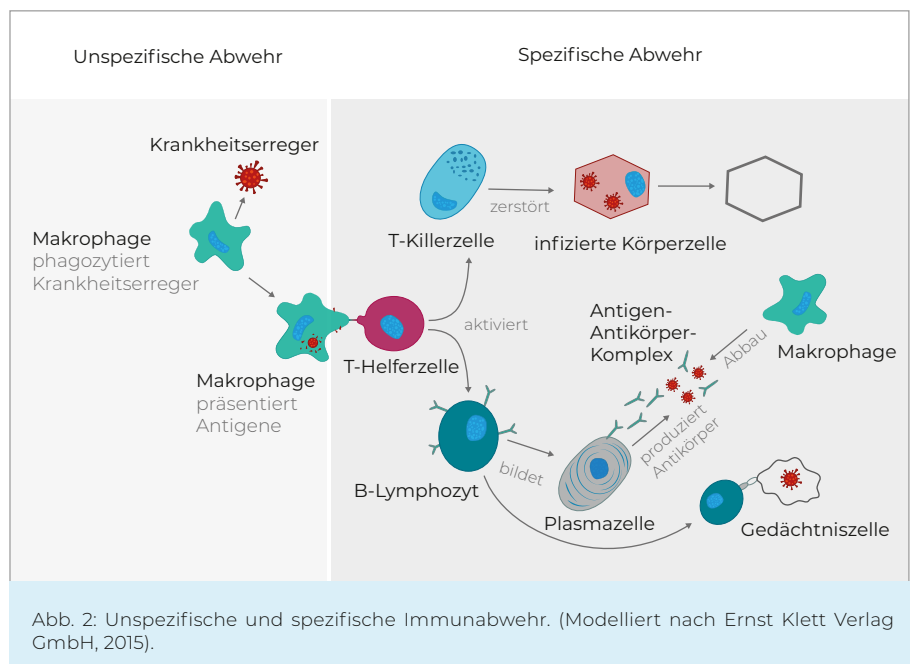 Unspezifische Abwehr
Spezifische Abwehr
Krankheitserreger
Makrophage
phagozytiert
Krankheitserreger
Makrophage
präsentiert
Antigene
T-Helferzelle
aktiviert
T-Killerzelle
zerstört
infizierte Körperzelle
B-Lymphozyt
bildet
Plasmazelle
produziert
Antikörper
Antigen-
Antikörper-
Komplex
Abbau
Makrophage
Gedächtniszelle
Abb. 2: Unspezifische und spezifische Immunabwehr. (Modelliert nach Ernst Klett Verlag
GmbH, 2015).